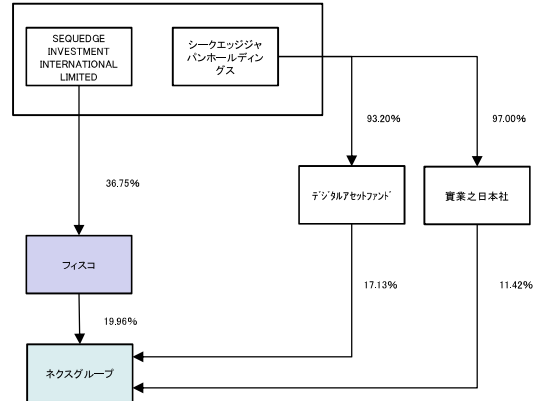 SEQUEDGE
INVESTMENT
INTERNATIONAL
LIMITED
シークエッジジャ
パンホールディン
グス
93.20%
97.00%
36.75%
デジタルアセットファンド
實業之日本社
フィスコ
17.13%
11.42%
19.96%
ネクスグループ